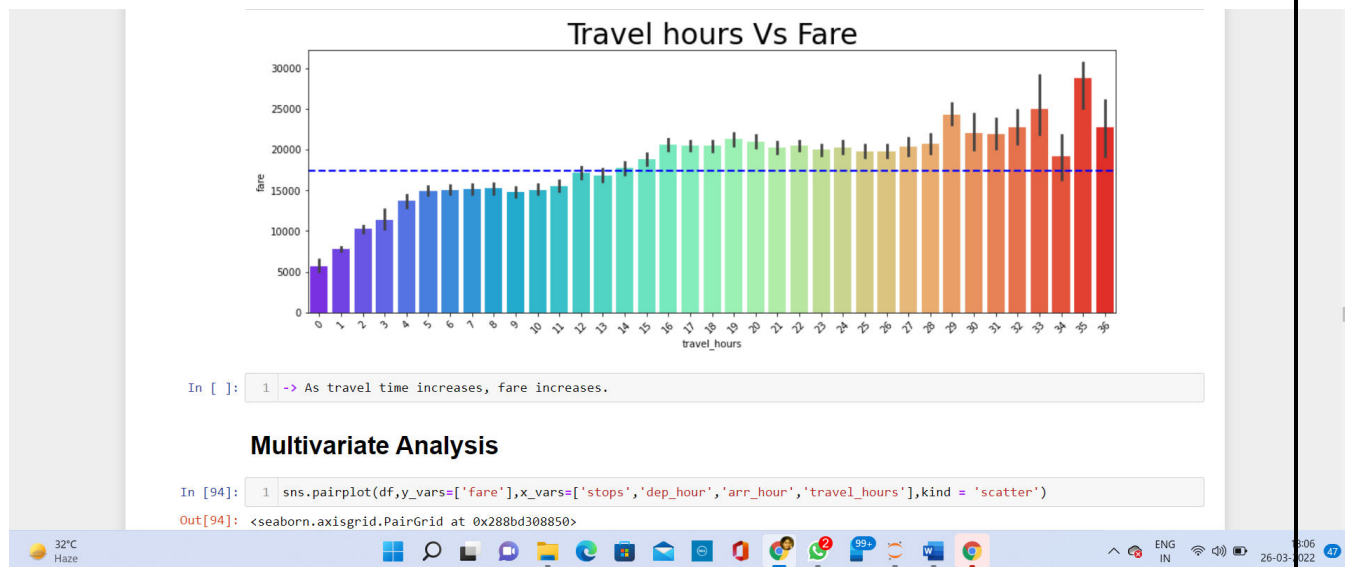 Travel hours Vs Fare
30000
25000
20000
15000
10000
5000
0
fare
0 1 2 3 4 5 6 7 8 9 10 11 12 13 14 15 16 17 18 19 20 21 22 23 24 25 26 27 28 29 30 31 32 33 34 35 36
travel_hours
In [ ]: 1 -> As travel time increases, fare increases.
Multivariate Analysis
In [94]: 1 sns.pairplot(df,y_vars=['fare'],x_vars=['stops','dep_hour','arr_hour','travel_hours'],kind = 'scatter')
Out[94]: <seaborn.axisgrid.PairGrid at 0x288bd308850>
32°C
Haze
2
99+
ENG
IN
26-03-2022
47